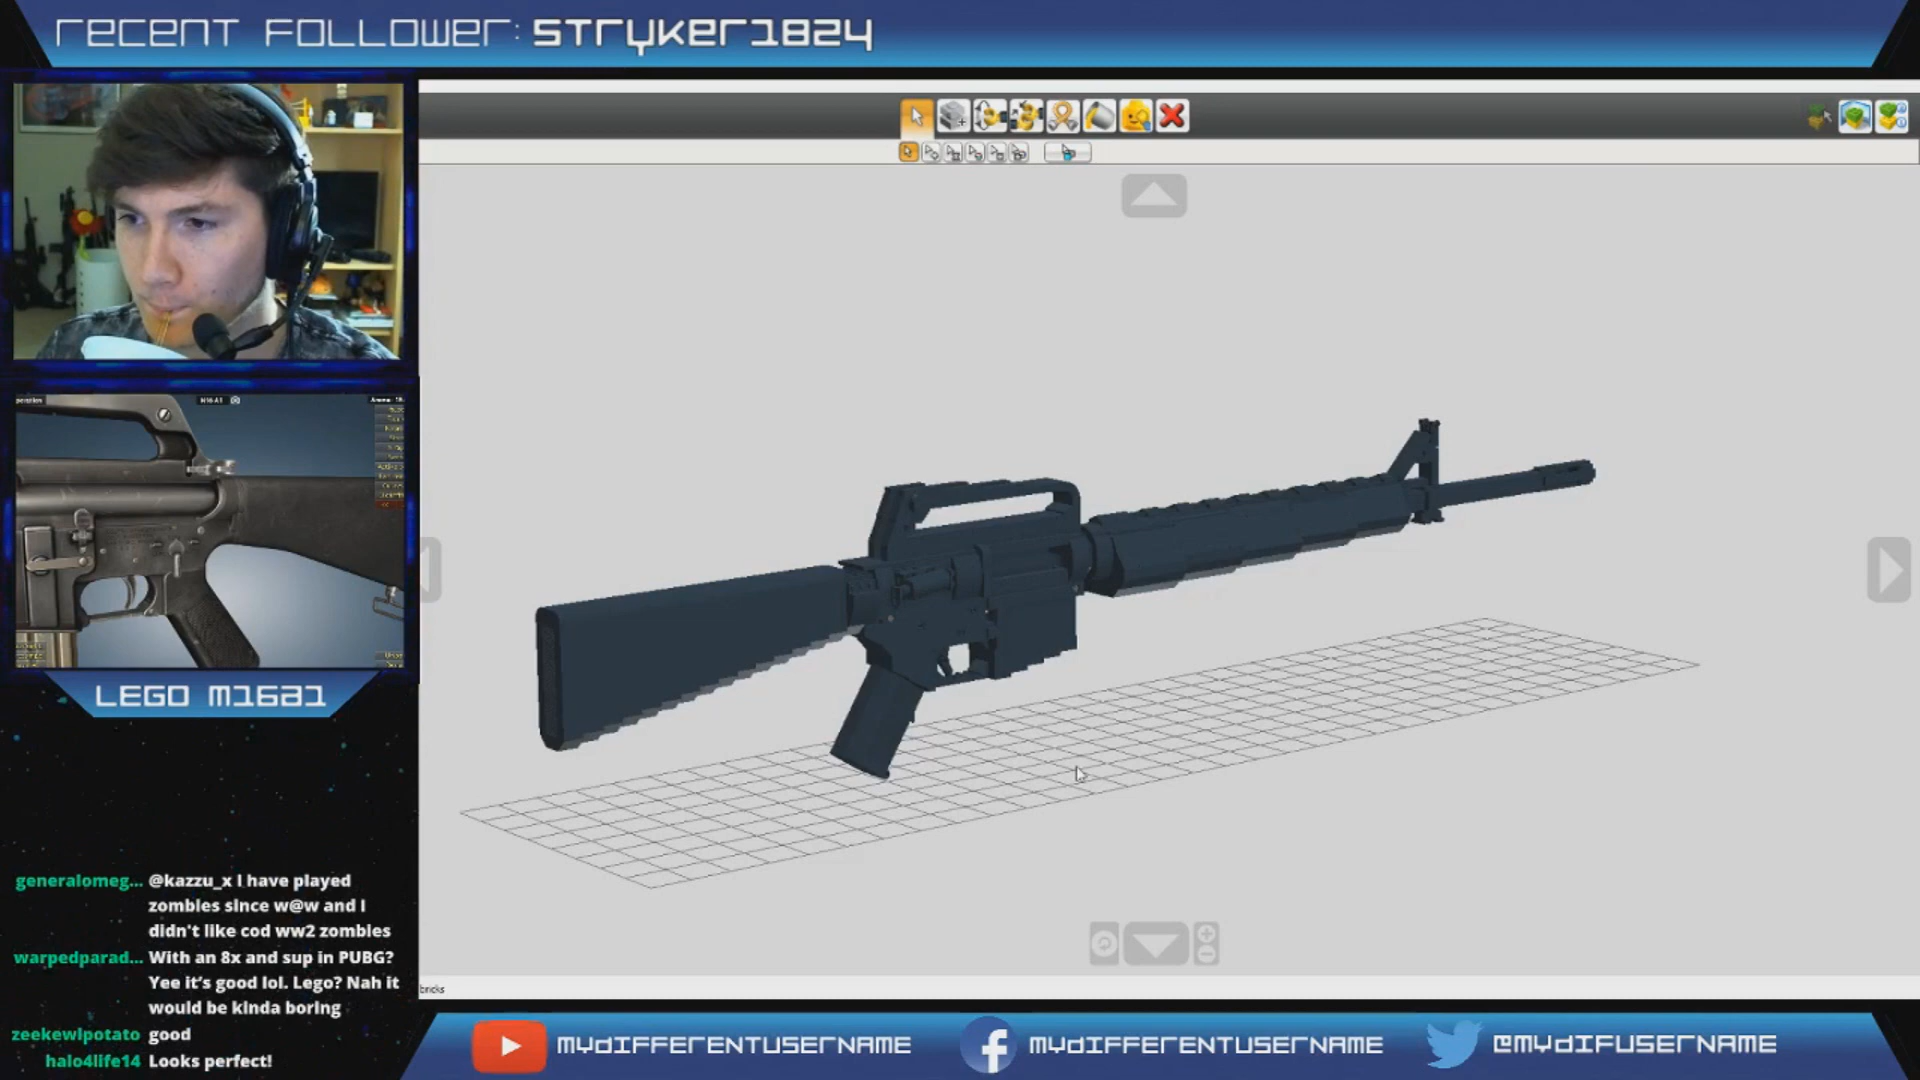 recent follower: stryker1824
M16A1
LEGO M16A1
generalomeg... @kazzu_x I have played
zombies since w@w and I
didn't like cod ww2 zombies
warpedparad... With an 8x and sup in PUBG?
Yee it's good lol. Lego? Nah it
would be kinda boring
zeekewlpotato good
halo4life14 Looks perfect!
bricks
mydifferentusername
mydifferentusername
@mydifusername